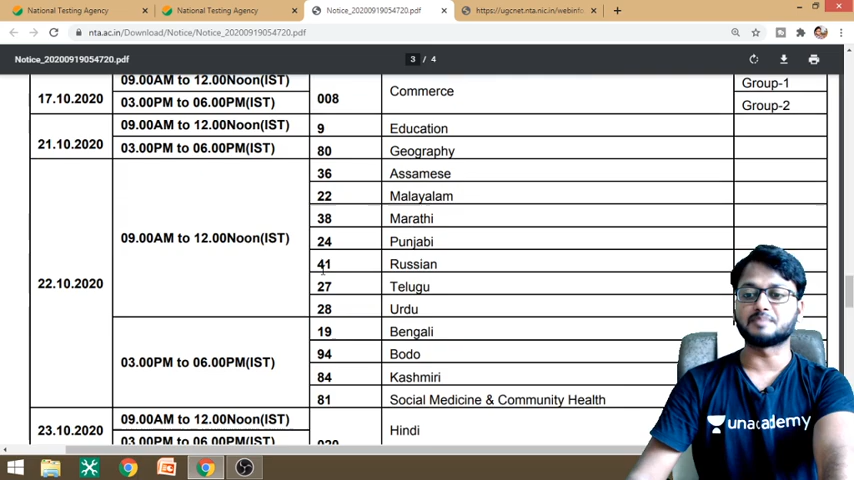 National Testing Agency
National Testing Agency
Notice_20200919054720.pdf
https://ugcnet.nta.nic.in/webinfo
nta.ac.in/Download/Notice/Notice_20200919054720.pdf
Notice_20200919054720.pdf
3 / 4
17.10.2020
09.00AM to 12.00Noon(IST)
03.00PM to 06.00PM(IST)
008
Commerce
Group-1
Group-2
21.10.2020
09.00AM to 12.00Noon(IST)
9
Education
03.00PM to 06.00PM(IST)
80
Geography
22.10.2020
09.00AM to 12.00Noon(IST)
36
Assamese
22
Malayalam
38
Marathi
24
Punjabi
41
Russian
27
Telugu
28
Urdu
03.00PM to 06.00PM(IST)
19
Bengali
94
Bodo
84
Kashmiri
81
Social Medicine & Community Health
23.10.2020
09.00AM to 12.00Noon(IST)
03.00PM to 06.00PM(IST)
020
Hindi
unacademy